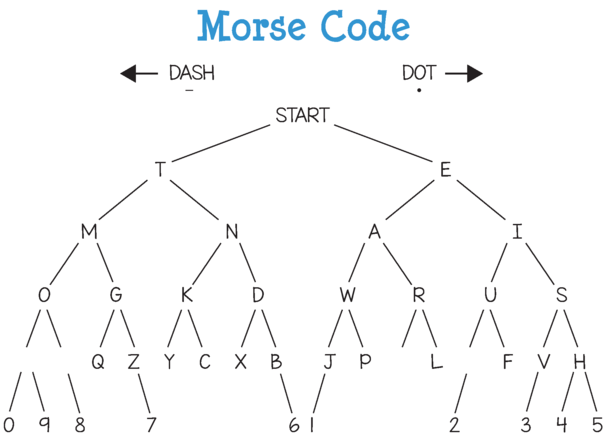 Morse Code
DASH DOT
– •
START
T E
M N A I
O G K D W R U S
Q Z Y C X B J P L F V H
0 9 8 7 6 1 2 3 4 5